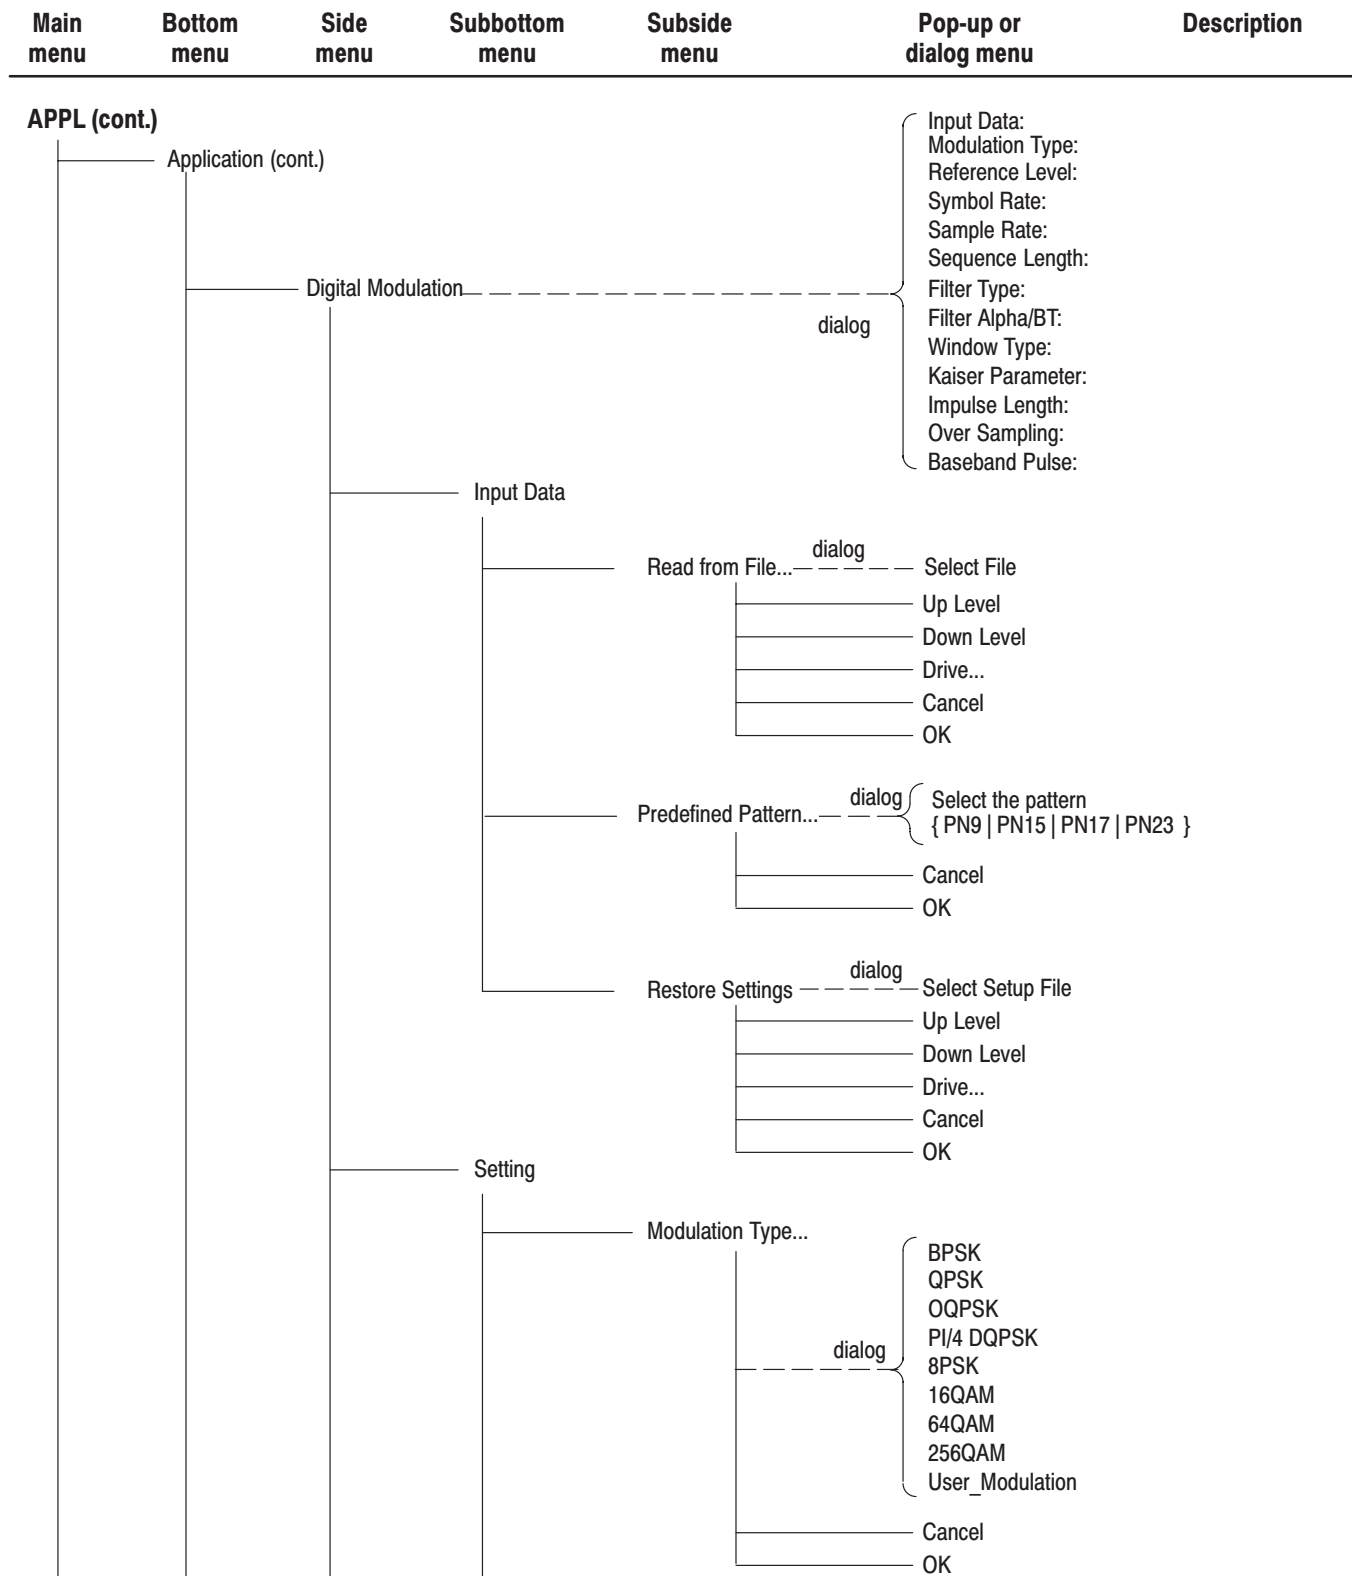 Main menu
Bottom menu
Side menu
Subbottom menu
Subside menu
Pop-up or dialog menu
Description
APPL (cont.)
Application (cont.)
Digital Modulation
dialog
Input Data:
Modulation Type:
Reference Level:
Symbol Rate:
Sample Rate:
Sequence Length:
Filter Type:
Filter Alpha/BT:
Window Type:
Kaiser Parameter:
Impulse Length:
Over Sampling:
Baseband Pulse:
Input Data
Read from File...
dialog
Select File
Up Level
Down Level
Drive...
Cancel
OK
Predefined Pattern...
dialog
Select the pattern
{ PN9 | PN15 | PN17 | PN23 }
Cancel
OK
Restore Settings
dialog
Select Setup File
Up Level
Down Level
Drive...
Cancel
OK
Setting
Modulation Type...
dialog
BPSK
QPSK
OQPSK
PI/4 DQPSK
8PSK
16QAM
64QAM
256QAM
User_Modulation
Cancel
OK